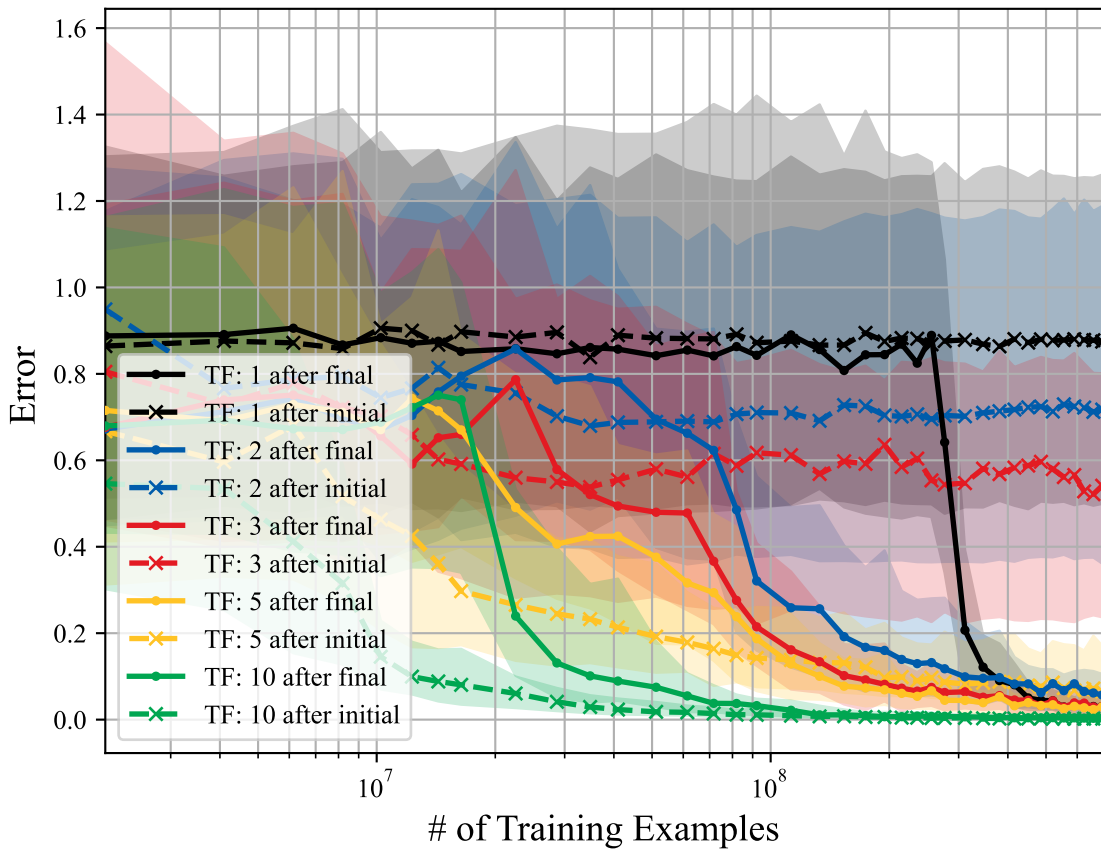 1.6
1.4
1.2
1.0
0.8
0.6
0.4
0.2
0.0
Error
TF: 1 after final
TF: 1 after initial
TF: 2 after final
TF: 2 after initial
TF: 3 after final
TF: 3 after initial
TF: 5 after final
TF: 5 after initial
TF: 10 after final
TF: 10 after initial
10⁷ 10⁸
# of Training Examples